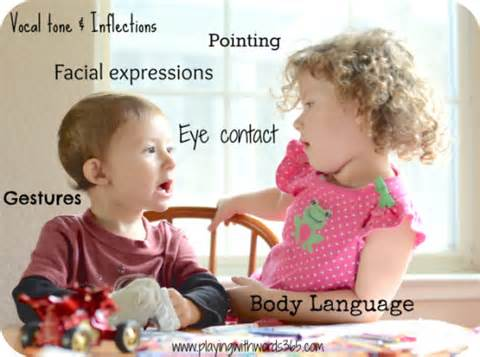 Vocal tone & Inflections
Pointing
Facial expressions
Eye contact
Gestures
Body Language
www.playingwithwords365.com